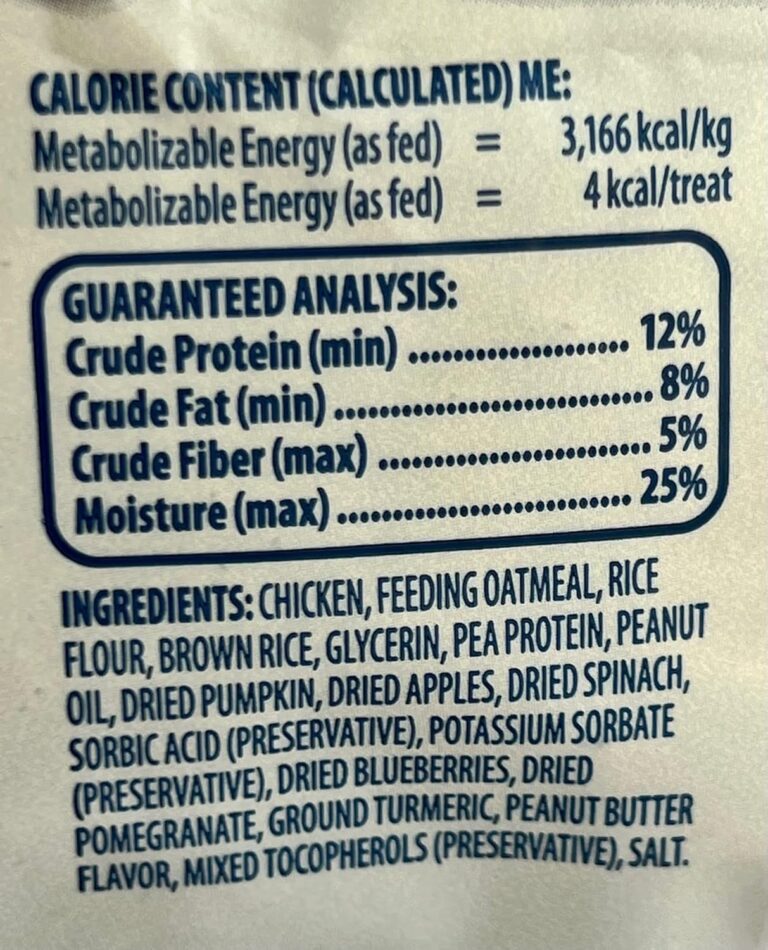 CALORIE CONTENT (CALCULATED) ME:
Metabolizable Energy (as fed) = 3,166 kcal/kg
Metabolizable Energy (as fed) = 4 kcal/treat
GUARANTEED ANALYSIS:
Crude Protein (min) .................... 12%
Crude Fat (min) ............................ 8%
Crude Fiber (max) ........................ 5%
Moisture (max) .......................... 25%
INGREDIENTS: CHICKEN, FEEDING OATMEAL, RICE
FLOUR, BROWN RICE, GLYCERIN, PEA PROTEIN, PEANUT
OIL, DRIED PUMPKIN, DRIED APPLES, DRIED SPINACH,
SORBIC ACID (PRESERVATIVE), POTASSIUM SORBATE
(PRESERVATIVE), DRIED BLUEBERRIES, DRIED
POMEGRANATE, GROUND TURMERIC, PEANUT BUTTER
FLAVOR, MIXED TOCOPHEROLS (PRESERVATIVE), SALT.